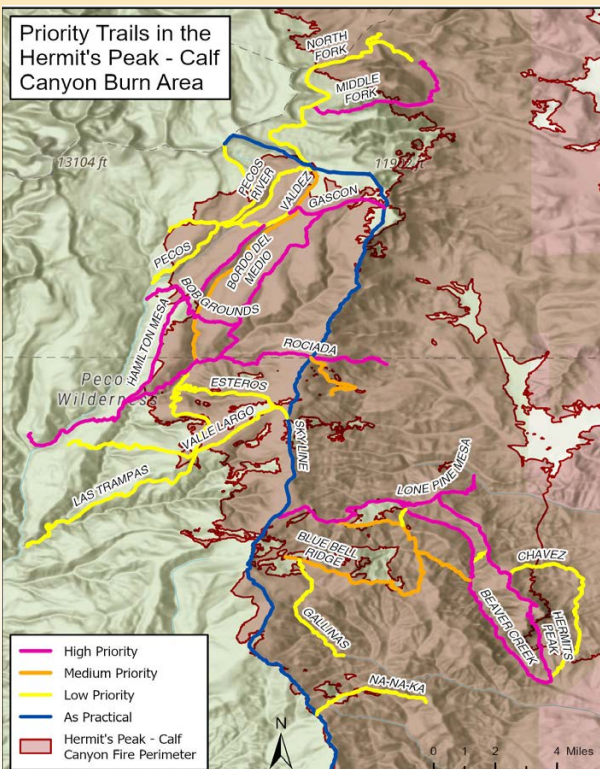 Priority Trails in the
Hermit's Peak - Calf
Canyon Burn Area
NORTH
FORK
MIDDLE
FORK
13104 ft
PECOS
RIVER
VALDEZ
GASCON
PECOS
BORDO DEL
MEDIO
BOB GROUNDS
HAMILTON MESA
ROCIADA
Pecos
Wilderness
ESTEROS
VALLE LARGO
SKYLINE
LAS TRAMPAS
LONE PINE MESA
BLUE BELL
RIDGE
CHAVEZ
GALLINAS
BEAVER CREEK
HERMITS
PEAK
NA-NA-KA
High Priority
Medium Priority
Low Priority
As Practical
Hermit's Peak - Calf
Canyon Fire Perimeter
N
0 1 2 4 Miles